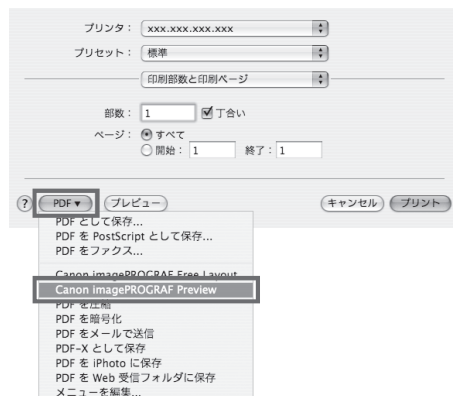 プリンタ： xxx.xxx.xxx.xxx
プリセット： 標準
印刷部数と印刷ページ
部数： 1 丁合い
ページ： すべて
開始： 1 終了： 1
? PDF▼ プレビュー キャンセル プリント
PDF として保存...
PDF を PostScript として保存...
PDF をファクス...
Canon imagePROGRAF Free Layout
Canon imagePROGRAF Preview
PDF を圧縮
PDF を暗号化
PDF をメールで送信
PDF-X として保存
PDF を iPhoto に保存
PDF を Web 受信フォルダに保存
メニューを編集...